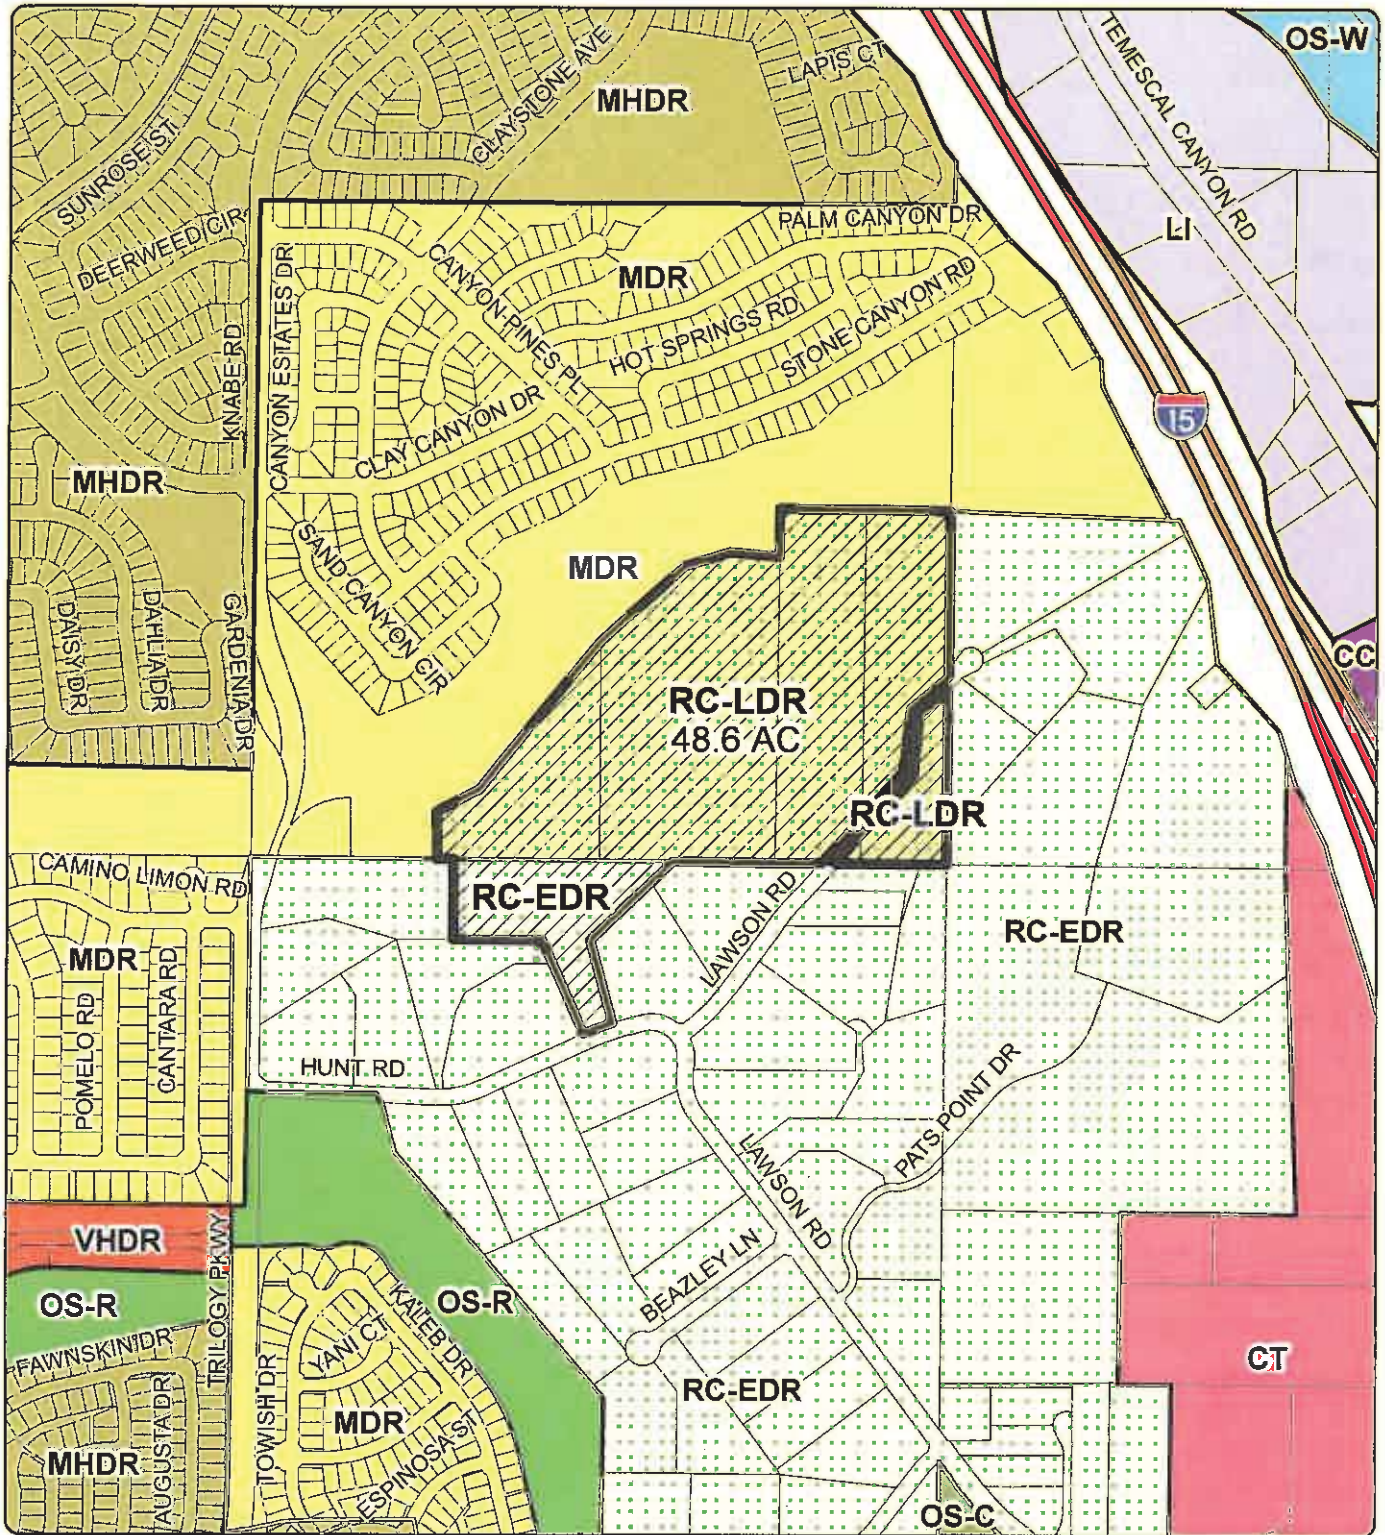 OS-W
TEMESCAL CANYON RD
LAPIS CT
CLAYSTONE AVE
MHDR
SUNROSE ST
DEERWEED CIR
PALM CANYON DR
LI
CANYON PINES PL
MDR
CANYON ESTATES DR
HOT SPRINGS RD
STONE CANYON RD
KNABE RD
15
CLAY CANYON DR
MHDR
SAND CANYON CIR
MDR
DAISY DR
DAHLIA DR
GARDENIA DR
CC
RC-LDR
48.6 AC
RC-LDR
CAMINO LIMON RD
RC-EDR
LAWSON RD
RC-EDR
MDR
POMELO RD
CANTARA RD
HUNT RD
PATS POINT DR
LAWSON RD
VHDR
TRILOGY PKWY
BEAZLEY LN
OS-R
OS-R
KALEB DR
FAWNSKIN DR
YANI CT
CT
TOWISH DR
AUGUSTA DR
RC-EDR
MDR
ESPINOSA ST
MHDR
OS-C